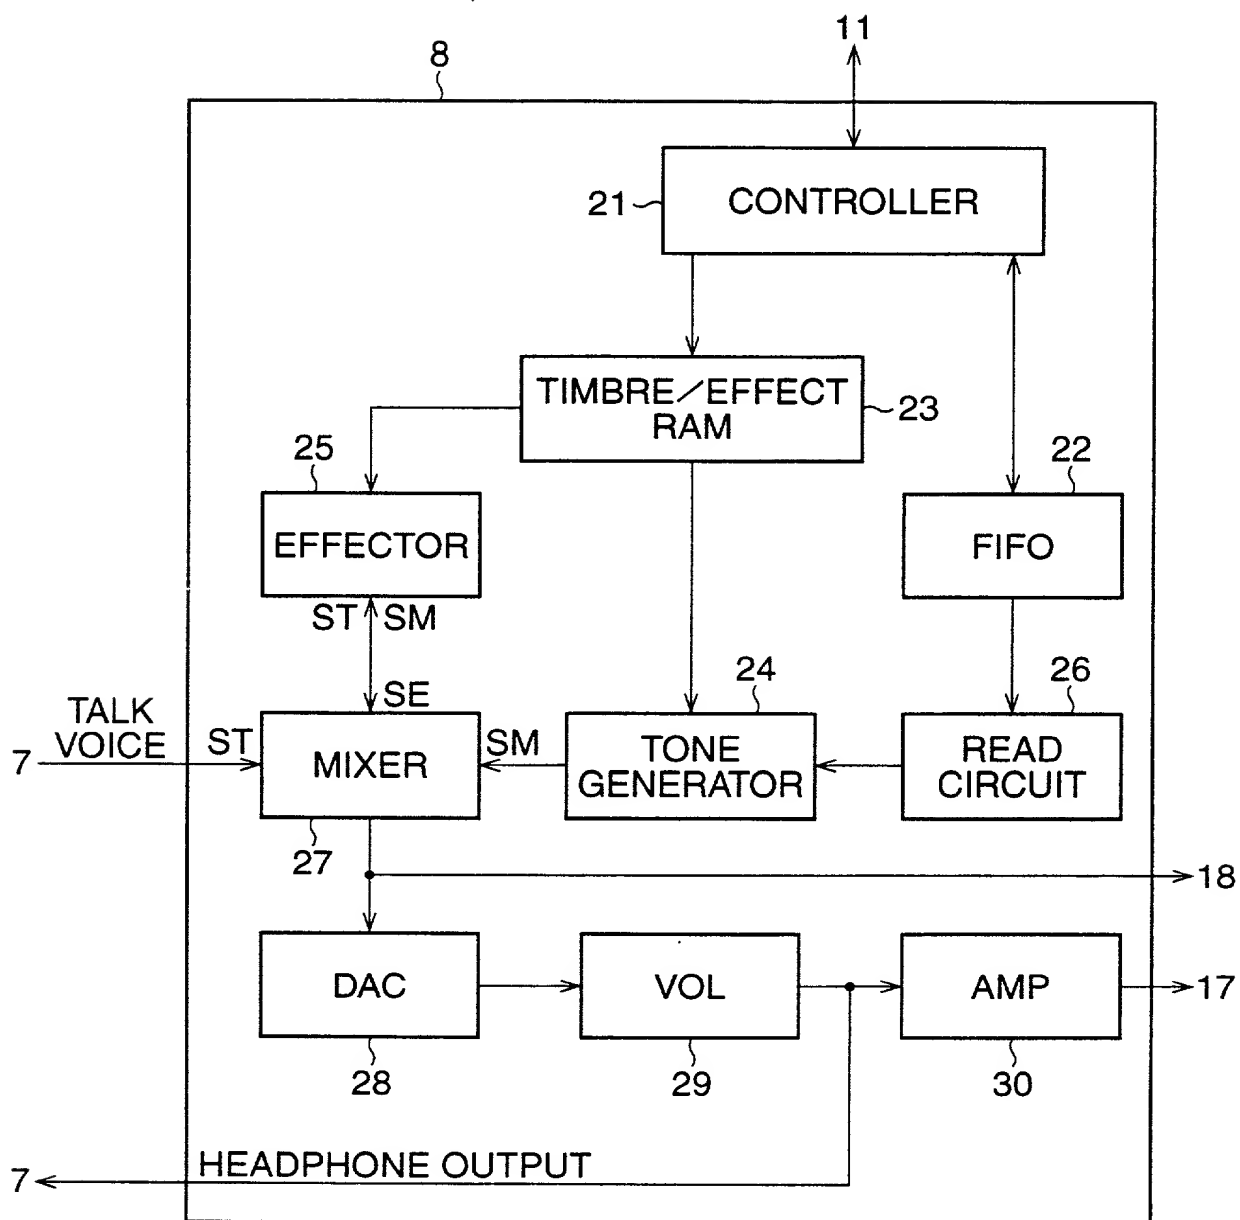 11
8
21
CONTROLLER
TIMBRE/EFFECT
RAM
23
25
22
EFFECTOR
FIFO
ST
SM
SE
24
26
TALK
VOICE
7
ST
MIXER
SM
TONE
GENERATOR
READ
CIRCUIT
27
18
DAC
VOL
AMP
17
28
29
30
HEADPHONE OUTPUT
7